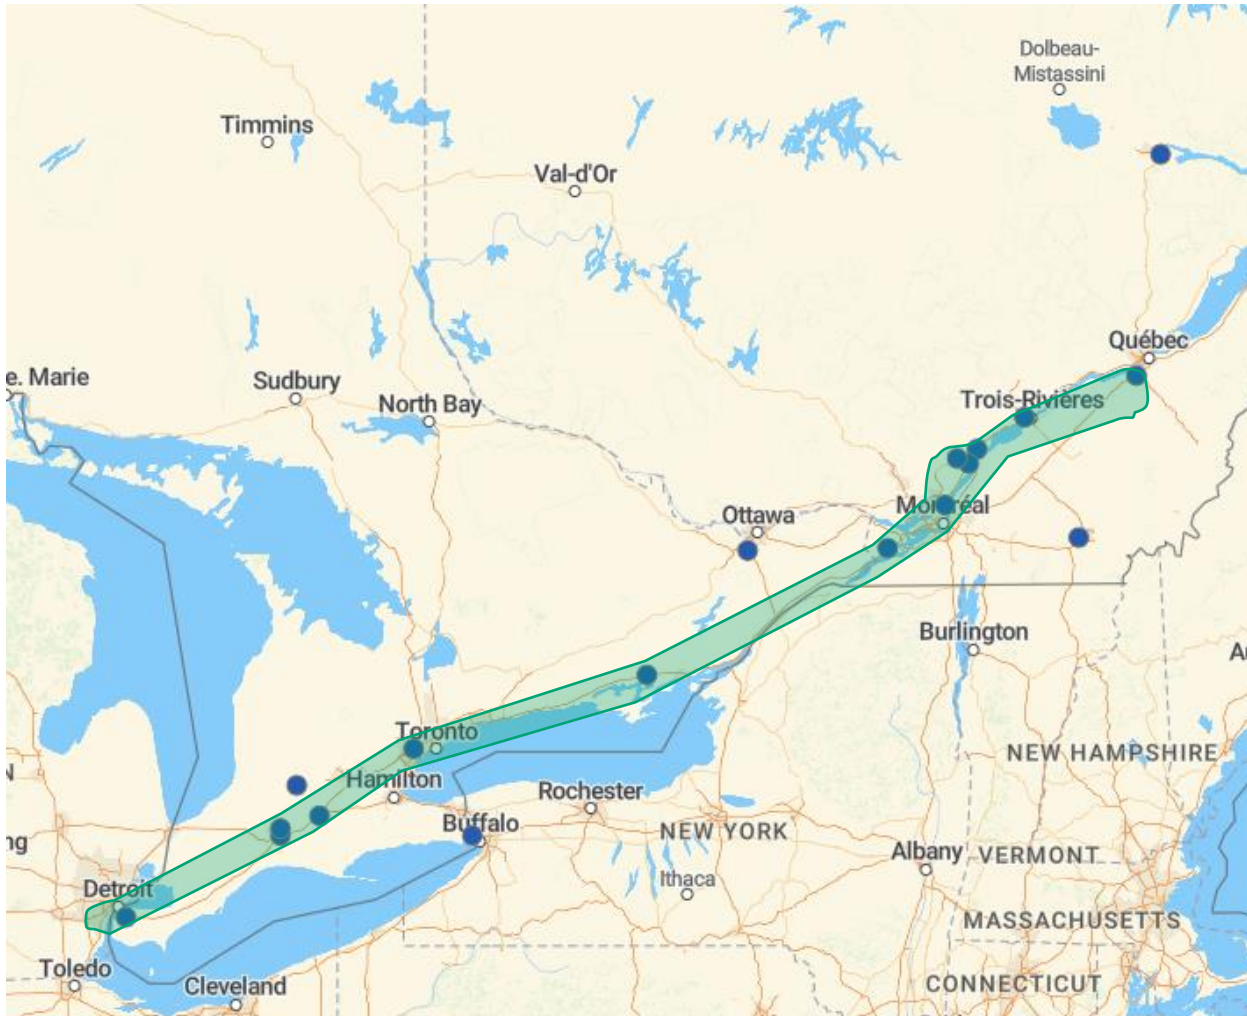 Dolbeau-
Mistassini
Timmins
Val-d'Or
Québec
e. Marie
Sudbury
North Bay
Trois-Rivières
Montréal
Ottawa
Burlington
A
Toronto
NEW HAMPSHIRE
N
Hamilton
Rochester
Buffalo
NEW YORK
ng
Albany
VERMONT
Ithaca
Detroit
MASSACHUSETTS
Toledo
Cleveland
CONNECTICUT